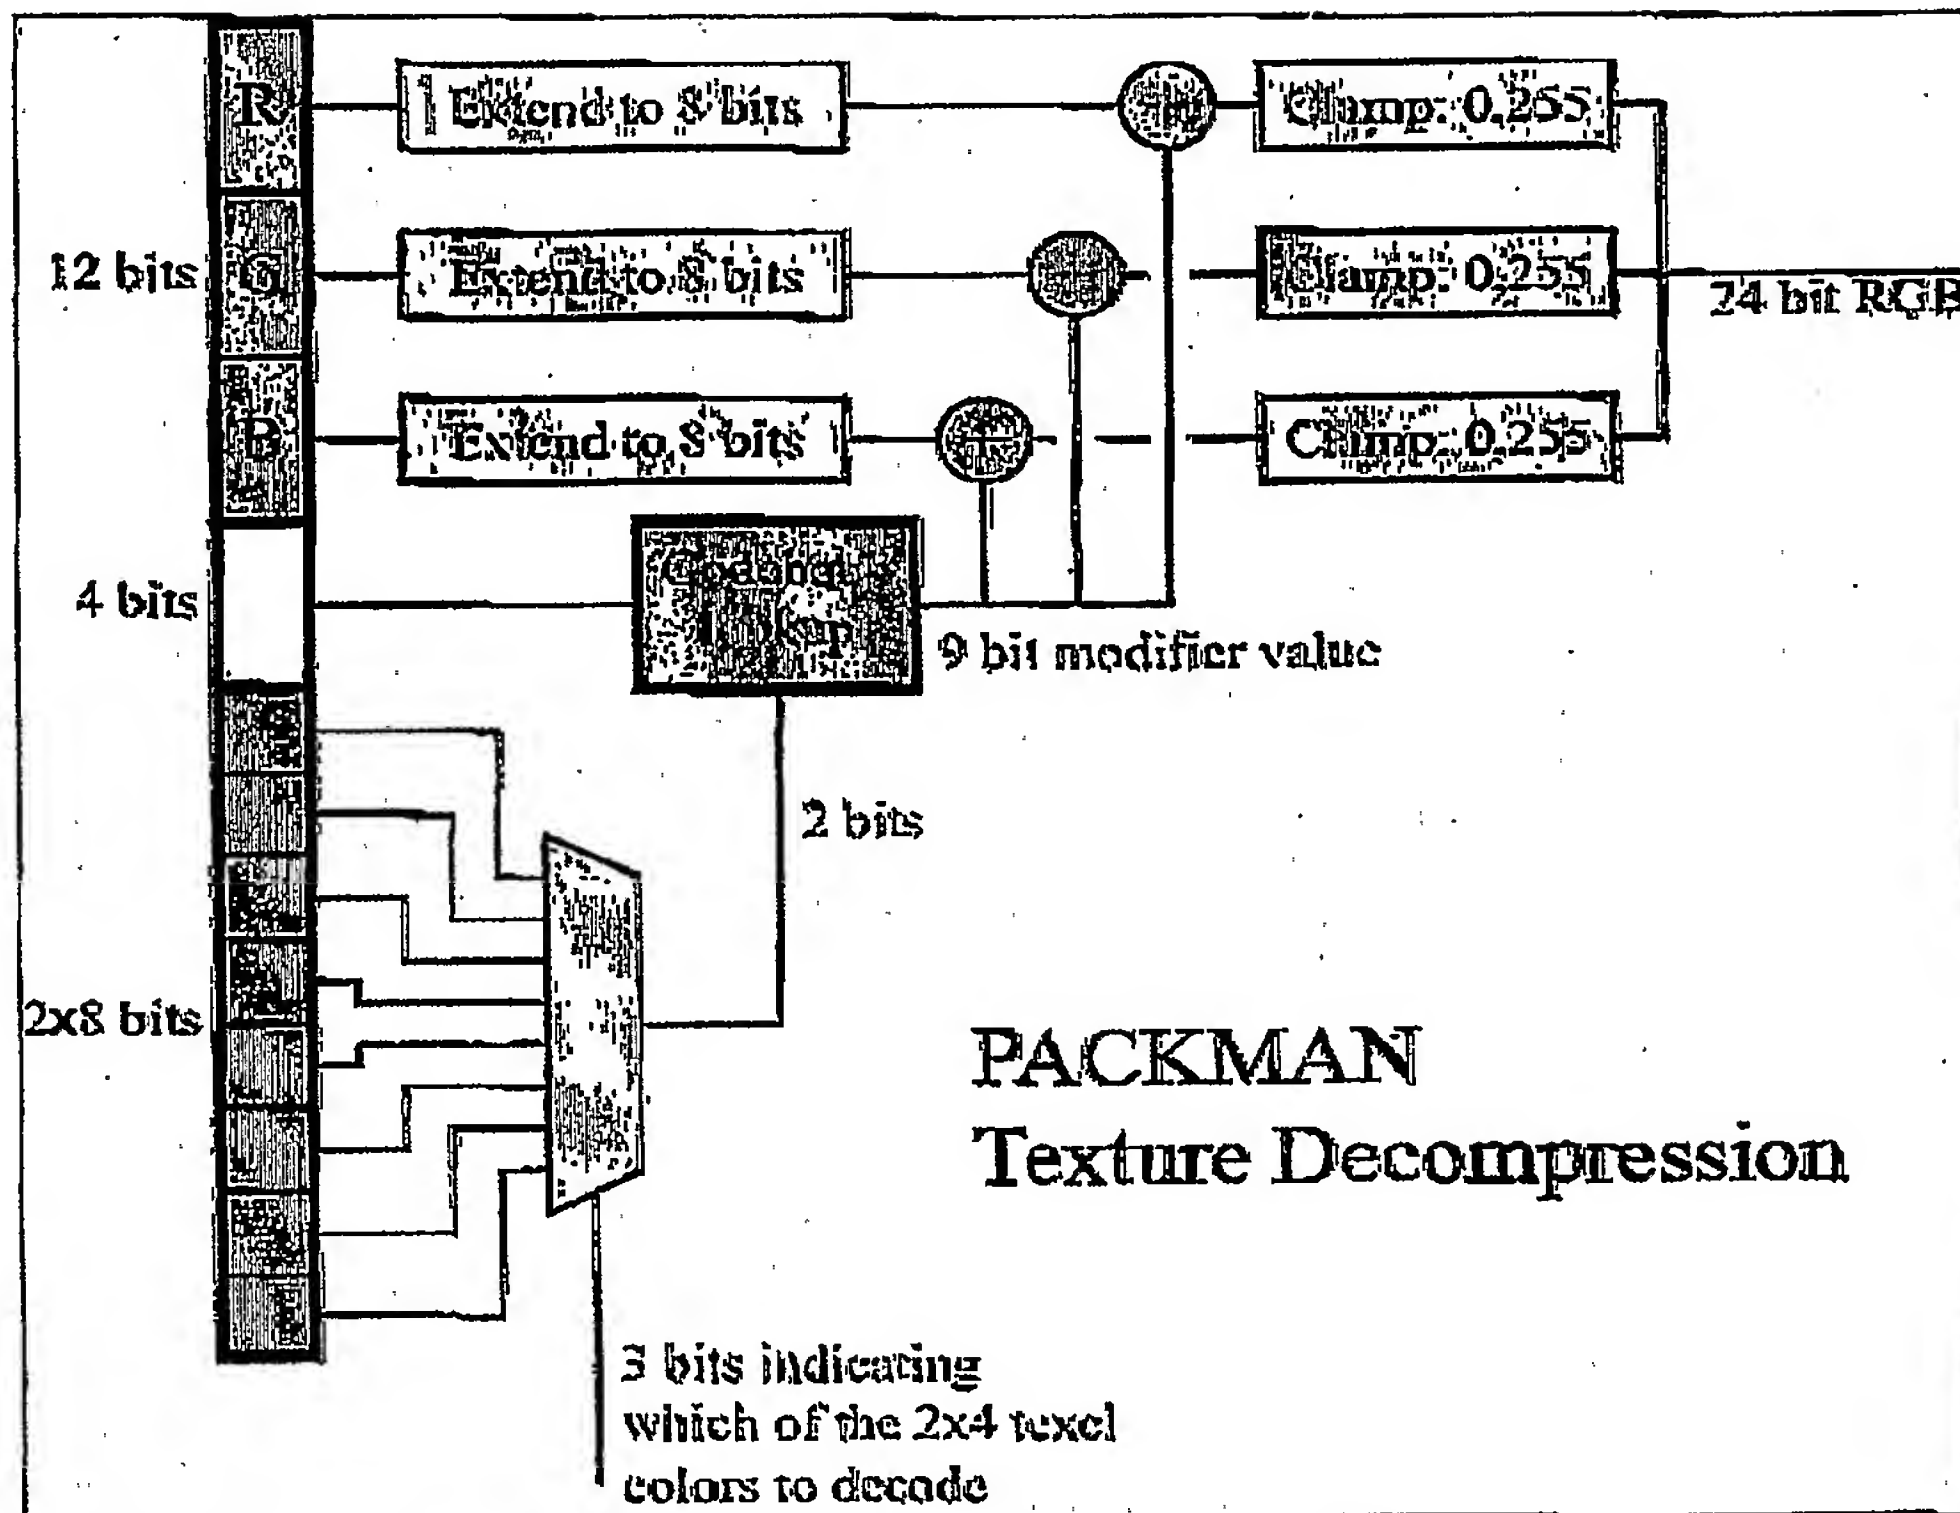 R
Extend to 8 bits
+
Clamp: 0,255
12 bits
G
Extend to 8 bits
Clamp: 0,255
24 bit RGB
B
Extend to 8 bits
+
Clamp: 0,255
4 bits
9 bit modifier value
2 bits
2x8 bits
PACKMAN
Texture Decompression
3 bits indicating
which of the 2x4 texel
colors to decode